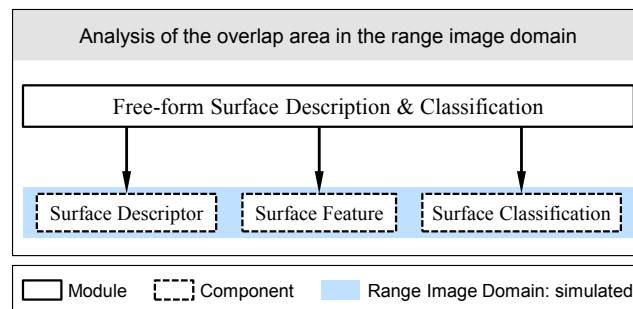 Analysis of the overlap area in the range image domain
Free-form Surface Description & Classification
Surface Descriptor Surface Feature Surface Classification
Module Component Range Image Domain: simulated